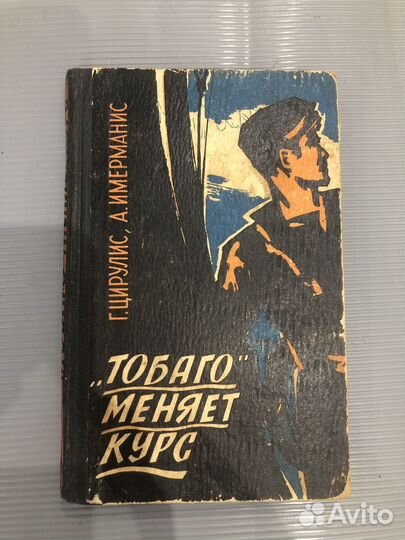 Г. ЦИРУЛИС, А. ИМЕРМАНИС
„ТОБАГО“
МЕНЯЕТ
КУРС
Avito